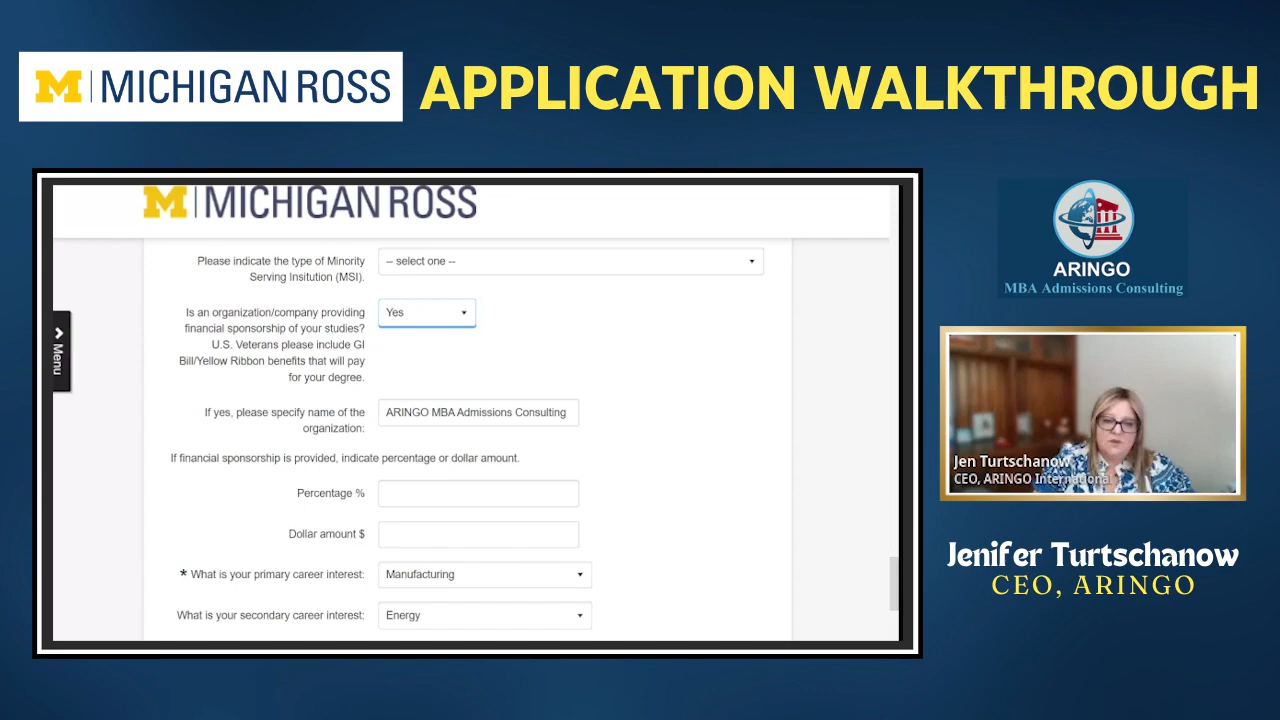 M | MICHIGAN ROSS
APPLICATION WALKTHROUGH
M | MICHIGAN ROSS
Please indicate the type of Minority
Serving Insitution (MSI).
-- select one --
Is an organization/company providing
financial sponsorship of your studies?
U.S. Veterans please include GI
Bill/Yellow Ribbon benefits that will pay
for your degree.
Yes
Menu
If yes, please specify name of the
organization:
ARINGO MBA Admissions Consulting
If financial sponsorship is provided, indicate percentage or dollar amount.
Percentage %
Dollar amount $
* What is your primary career interest:
Manufacturing
What is your secondary career interest:
Energy
ARINGO
MBA Admissions Consulting
Jen Turtschanow
CEO, ARINGO International
Jenifer Turtschanow
CEO, ARINGO